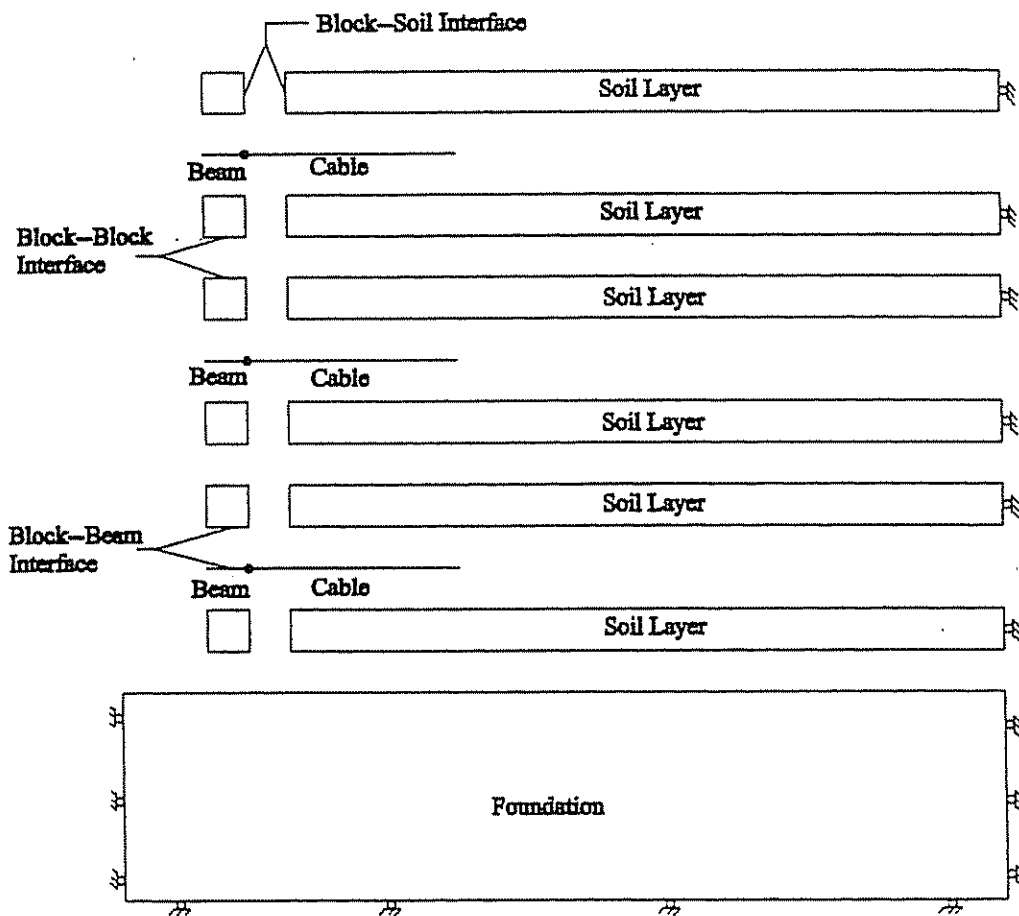 Block–Soil Interface
Soil Layer
Beam
Cable
Soil Layer
Block–Block
Interface
Soil Layer
Beam
Cable
Soil Layer
Soil Layer
Block–Beam
Interface
Beam
Cable
Soil Layer
Foundation